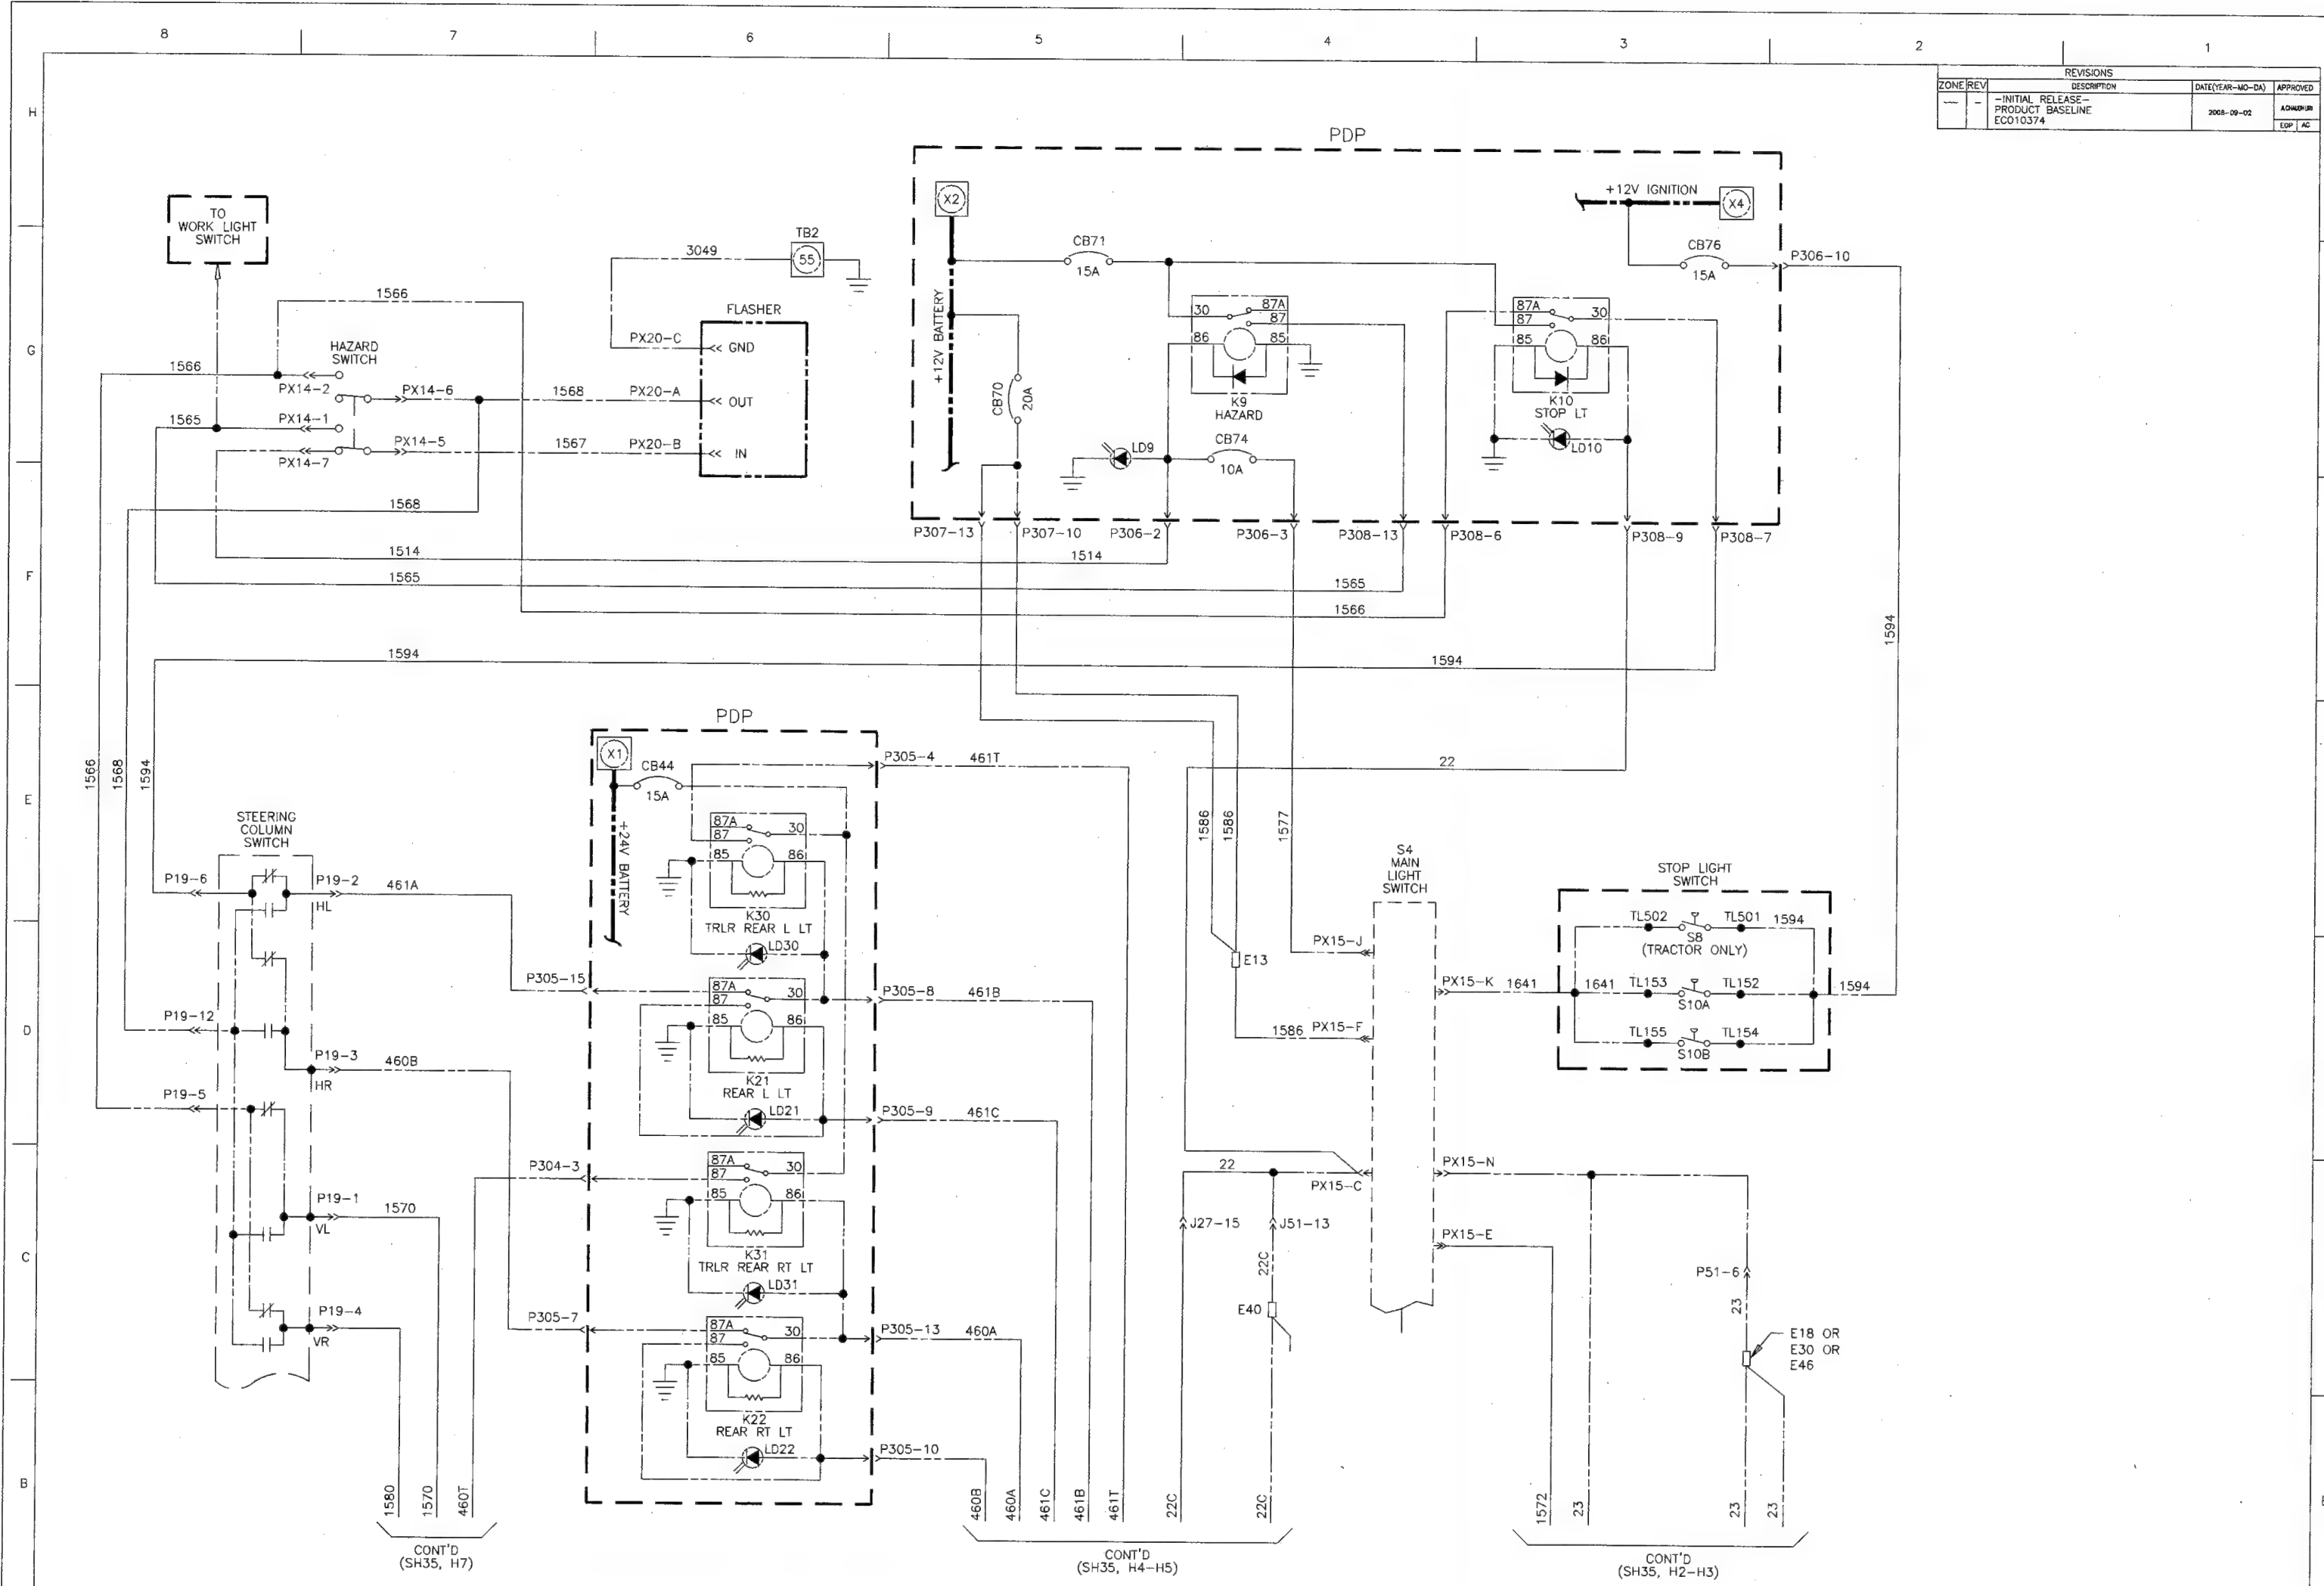 8 7 6 5 4 3 2 1
H
G
F
E
D
C
B
REVISIONS
ZONE REV DESCRIPTION DATE(YEAR-MO-DA) APPROVED
— - -INITIAL RELEASE-
PRODUCT BASELINE
ECO10374
2008-09-02
EOP AC
TO
WORK LIGHT
SWITCH
1566
1566
HAZARD
SWITCH
PX14-2
PX14-6
1565
PX14-1
PX14-5
PX14-7
3049
TB2
55
FLASHER
PX20-C
GND
1568
PX20-A
OUT
1567
PX20-B
IN
1568
1514
1514
1565
1565
1566
1594
1594
PDP
X2
+12V BATTERY
CB71
15A
CB70
20A
30
87A
87
86
85
K9
HAZARD
LD9
CB74
10A
+12V IGNITION
X4
CB76
15A
P306-10
87A
87
30
85
86
K10
STOP LT
LD10
P307-13
P307-10
P306-2
P306-3
P308-13
P308-6
P308-9
P308-7
1594
1566
1568
1594
STEERING
COLUMN
SWITCH
P19-6
P19-2
461A
HL
P19-12
P19-3
460B
HR
P19-5
P19-1
1570
VL
P19-4
VR
PDP
X1
CB44
15A
+24V BATTERY
P305-4
461T
87A
87
30
85
86
K30
TRLR REAR L LT
LD30
P305-15
P305-8
461B
87A
87
30
85
86
K21
REAR L LT
LD21
P305-9
461C
P304-3
87A
87
30
85
86
K31
TRLR REAR RT LT
LD31
P305-7
P305-13
460A
87A
87
30
85
86
K22
REAR RT LT
LD22
P305-10
22
1586
1586
1577
E13
S4
MAIN
LIGHT
SWITCH
PX15-J
PX15-K
1641
1586
PX15-F
STOP LIGHT
SWITCH
TL502
TL501
1594
S8
(TRACTOR ONLY)
1641
TL153
TL152
S10A
TL155
TL154
S10B
1594
22
PX15-C
PX15-N
J27-15
J51-13
22C
E40
PX15-E
P51-6
23
E18 OR
E30 OR
E46
1580
1570
460T
CONT'D
(SH35, H7)
460B
460A
461C
461B
461T
22C
22C
CONT'D
(SH35, H4-H5)
1572
23
23
23
CONT'D
(SH35, H2-H3)